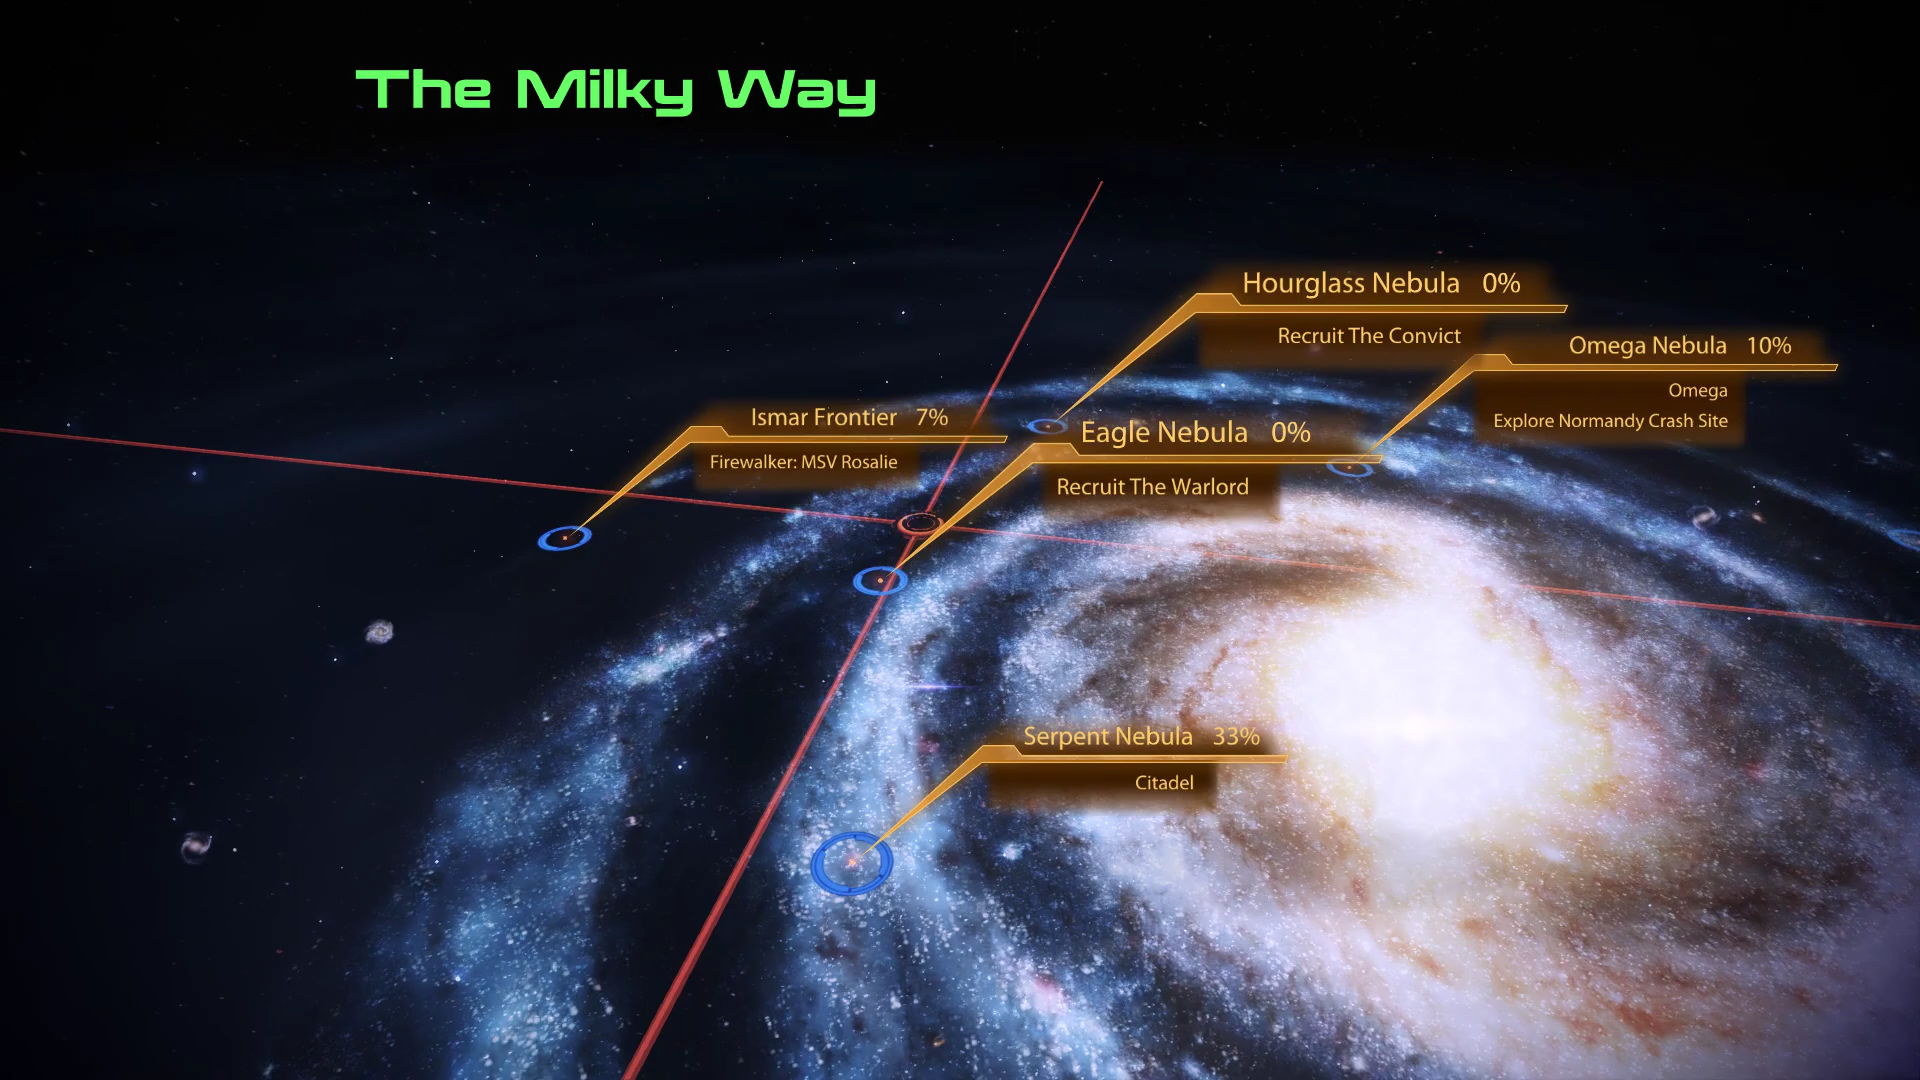 The Milky Way
Hourglass Nebula 0%
Recruit The Convict
Omega Nebula 10%
Omega
Explore Normandy Crash Site
Ismar Frontier 7%
Firewalker: MSV Rosalie
Eagle Nebula 0%
Recruit The Warlord
Serpent Nebula 33%
Citadel